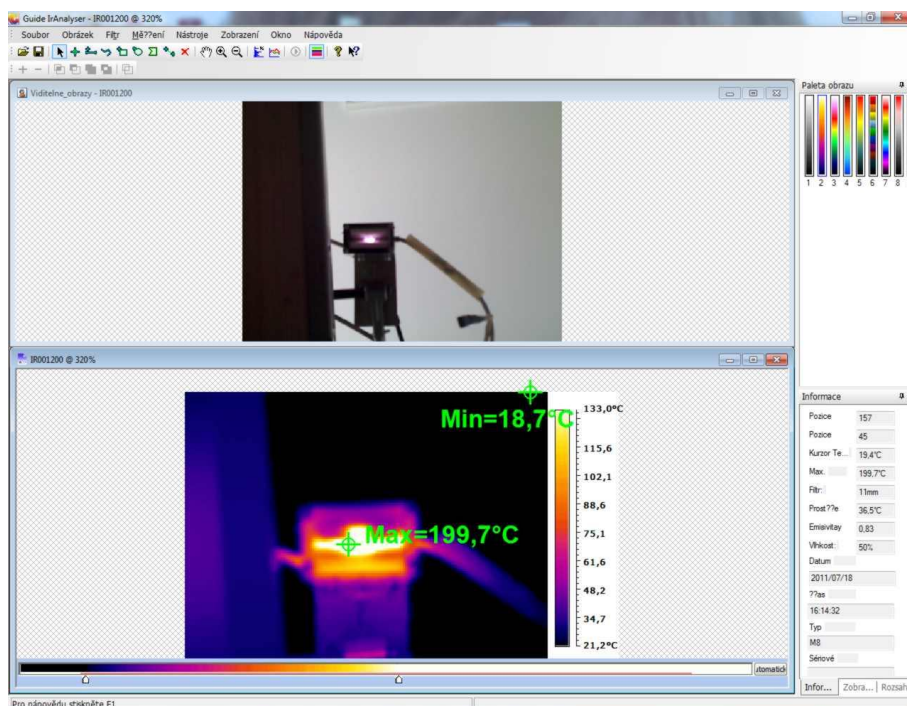 Guide IrAnalyser - IR001200 @ 320%
Soubor Obrázek Filtr Mě??ení Nástroje Zobrazení Okno Nápověda
Viditelne_obrazy - IR001200
Paleta obrazu
1 2 3 4 5 6 7 8
IR001200 @ 320%
Min=18,7°C
Max=199,7°C
133,0°C
115,6
102,1
88,6
75,1
61,6
48,2
34,7
21,2°C
utomatick
Informace
Pozice 157
Pozice 45
Kurzor Te... 19,4°C
Max. 199,7°C
Filtr: 11mm
Prost??e 36,5°C
Emisivitay 0,83
Vlhkost: 50%
Datum
2011/07/18
??as
16:14:32
Typ
M8
Sériové
Infor... Zobra... Rozsah
Pro nápovědu stiskněte F1